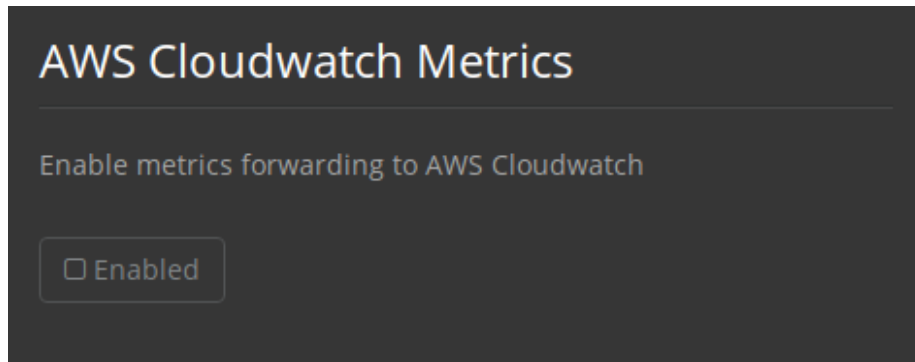 AWS Cloudwatch Metrics
Enable metrics forwarding to AWS Cloudwatch
Enabled